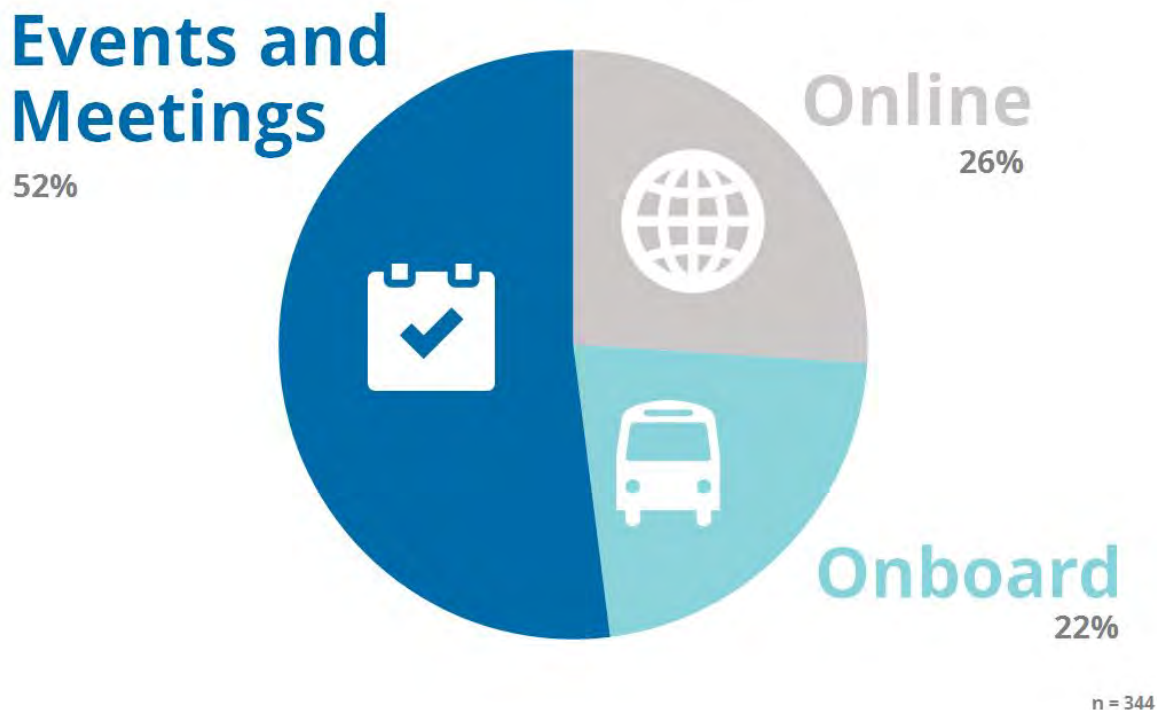 Events and
Meetings
52%
Online
26%
Onboard
22%
n = 344